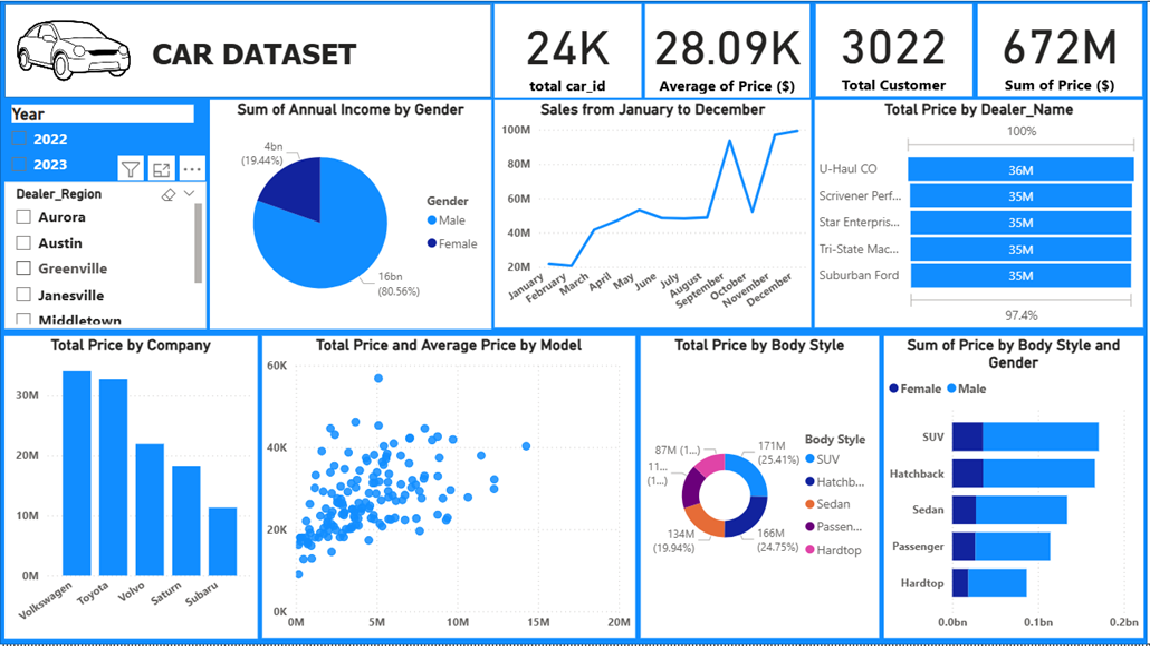 CAR DATASET
24K
total car_id
28.09K
Average of Price ($)
3022
Total Customer
672M
Sum of Price ($)
Year
2022
2023
Dealer_Region
Aurora
Austin
Greenville
Janesville
Middletown
Sum of Annual Income by Gender
4bn
(19.44%)
16bn
(80.56%)
Gender
Male
Female
Sales from January to December
100M
80M
60M
40M
20M
January
February
March
April
May
June
July
August
September
October
November
December
Total Price by Dealer_Name
100%
U-Haul CO
36M
Scrivener Perf...
35M
Star Enterpris...
35M
Tri-State Mac...
35M
Suburban Ford
35M
97.4%
Total Price by Company
30M
20M
10M
0M
Volkswagen
Toyota
Volvo
Saturn
Subaru
Total Price and Average Price by Model
60K
40K
20K
0K
0M
5M
10M
15M
20M
Total Price by Body Style
87M (1...)
171M
(25.41%)
11...
(1...)
134M
(19.94%)
166M
(24.75%)
Body Style
SUV
Hatchb...
Sedan
Passen...
Hardtop
Sum of Price by Body Style and
Gender
Female
Male
SUV
Hatchback
Sedan
Passenger
Hardtop
0.0bn
0.1bn
0.2bn